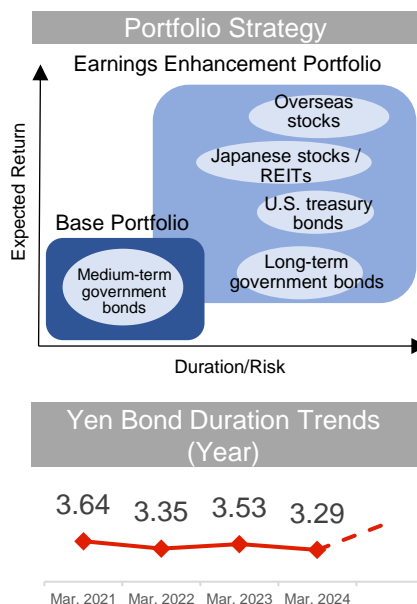 Portfolio Strategy
Earnings Enhancement Portfolio
Expected Return
Overseas
stocks
Japanese stocks /
REITs
U.S. treasury
bonds
Base Portfolio
Medium-term
government
bonds
Long-term
government bonds
Duration/Risk
Yen Bond Duration Trends
(Year)
3.64 3.35 3.53 3.29
Mar. 2021 Mar. 2022 Mar. 2023 Mar. 2024